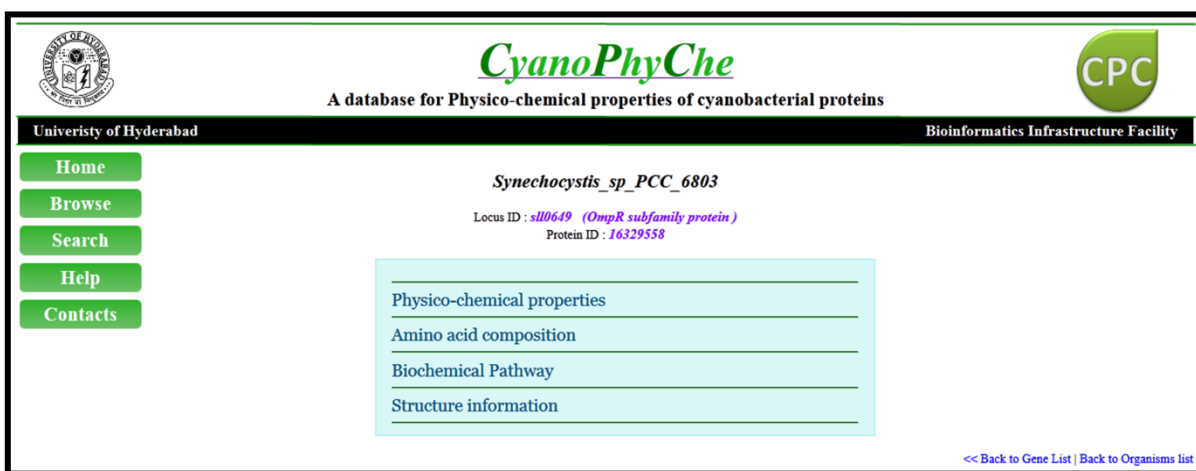 CyanoPhyChe
CPC
A database for Physico-chemical properties of cyanobacterial proteins
Univeristy of Hyderabad
Bioinformatics Infrastructure Facility
Home
Browse
Search
Help
Contacts
Synechocystis_sp_PCC_6803
Locus ID : sll0649 (OmpR subfamily protein )
Protein ID : 16329558
Physico-chemical properties
Amino acid composition
Biochemical Pathway
Structure information
<< Back to Gene List | Back to Organisms list